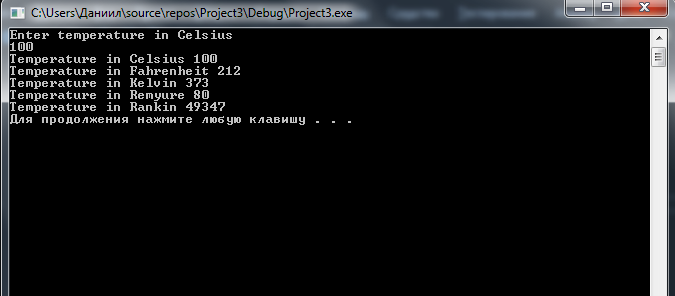 C:\Users\Даниил\source\repos\Project3\Debug\Project3.exe
Enter temperature in Celsius
100
Temperature in Celsius 100
Temperature in Fahrenheit 212
Temperature in Kelvin 373
Temperature in Remyure 80
Temperature in Rankin 49347
Для продолжения нажмите любую клавишу . . .